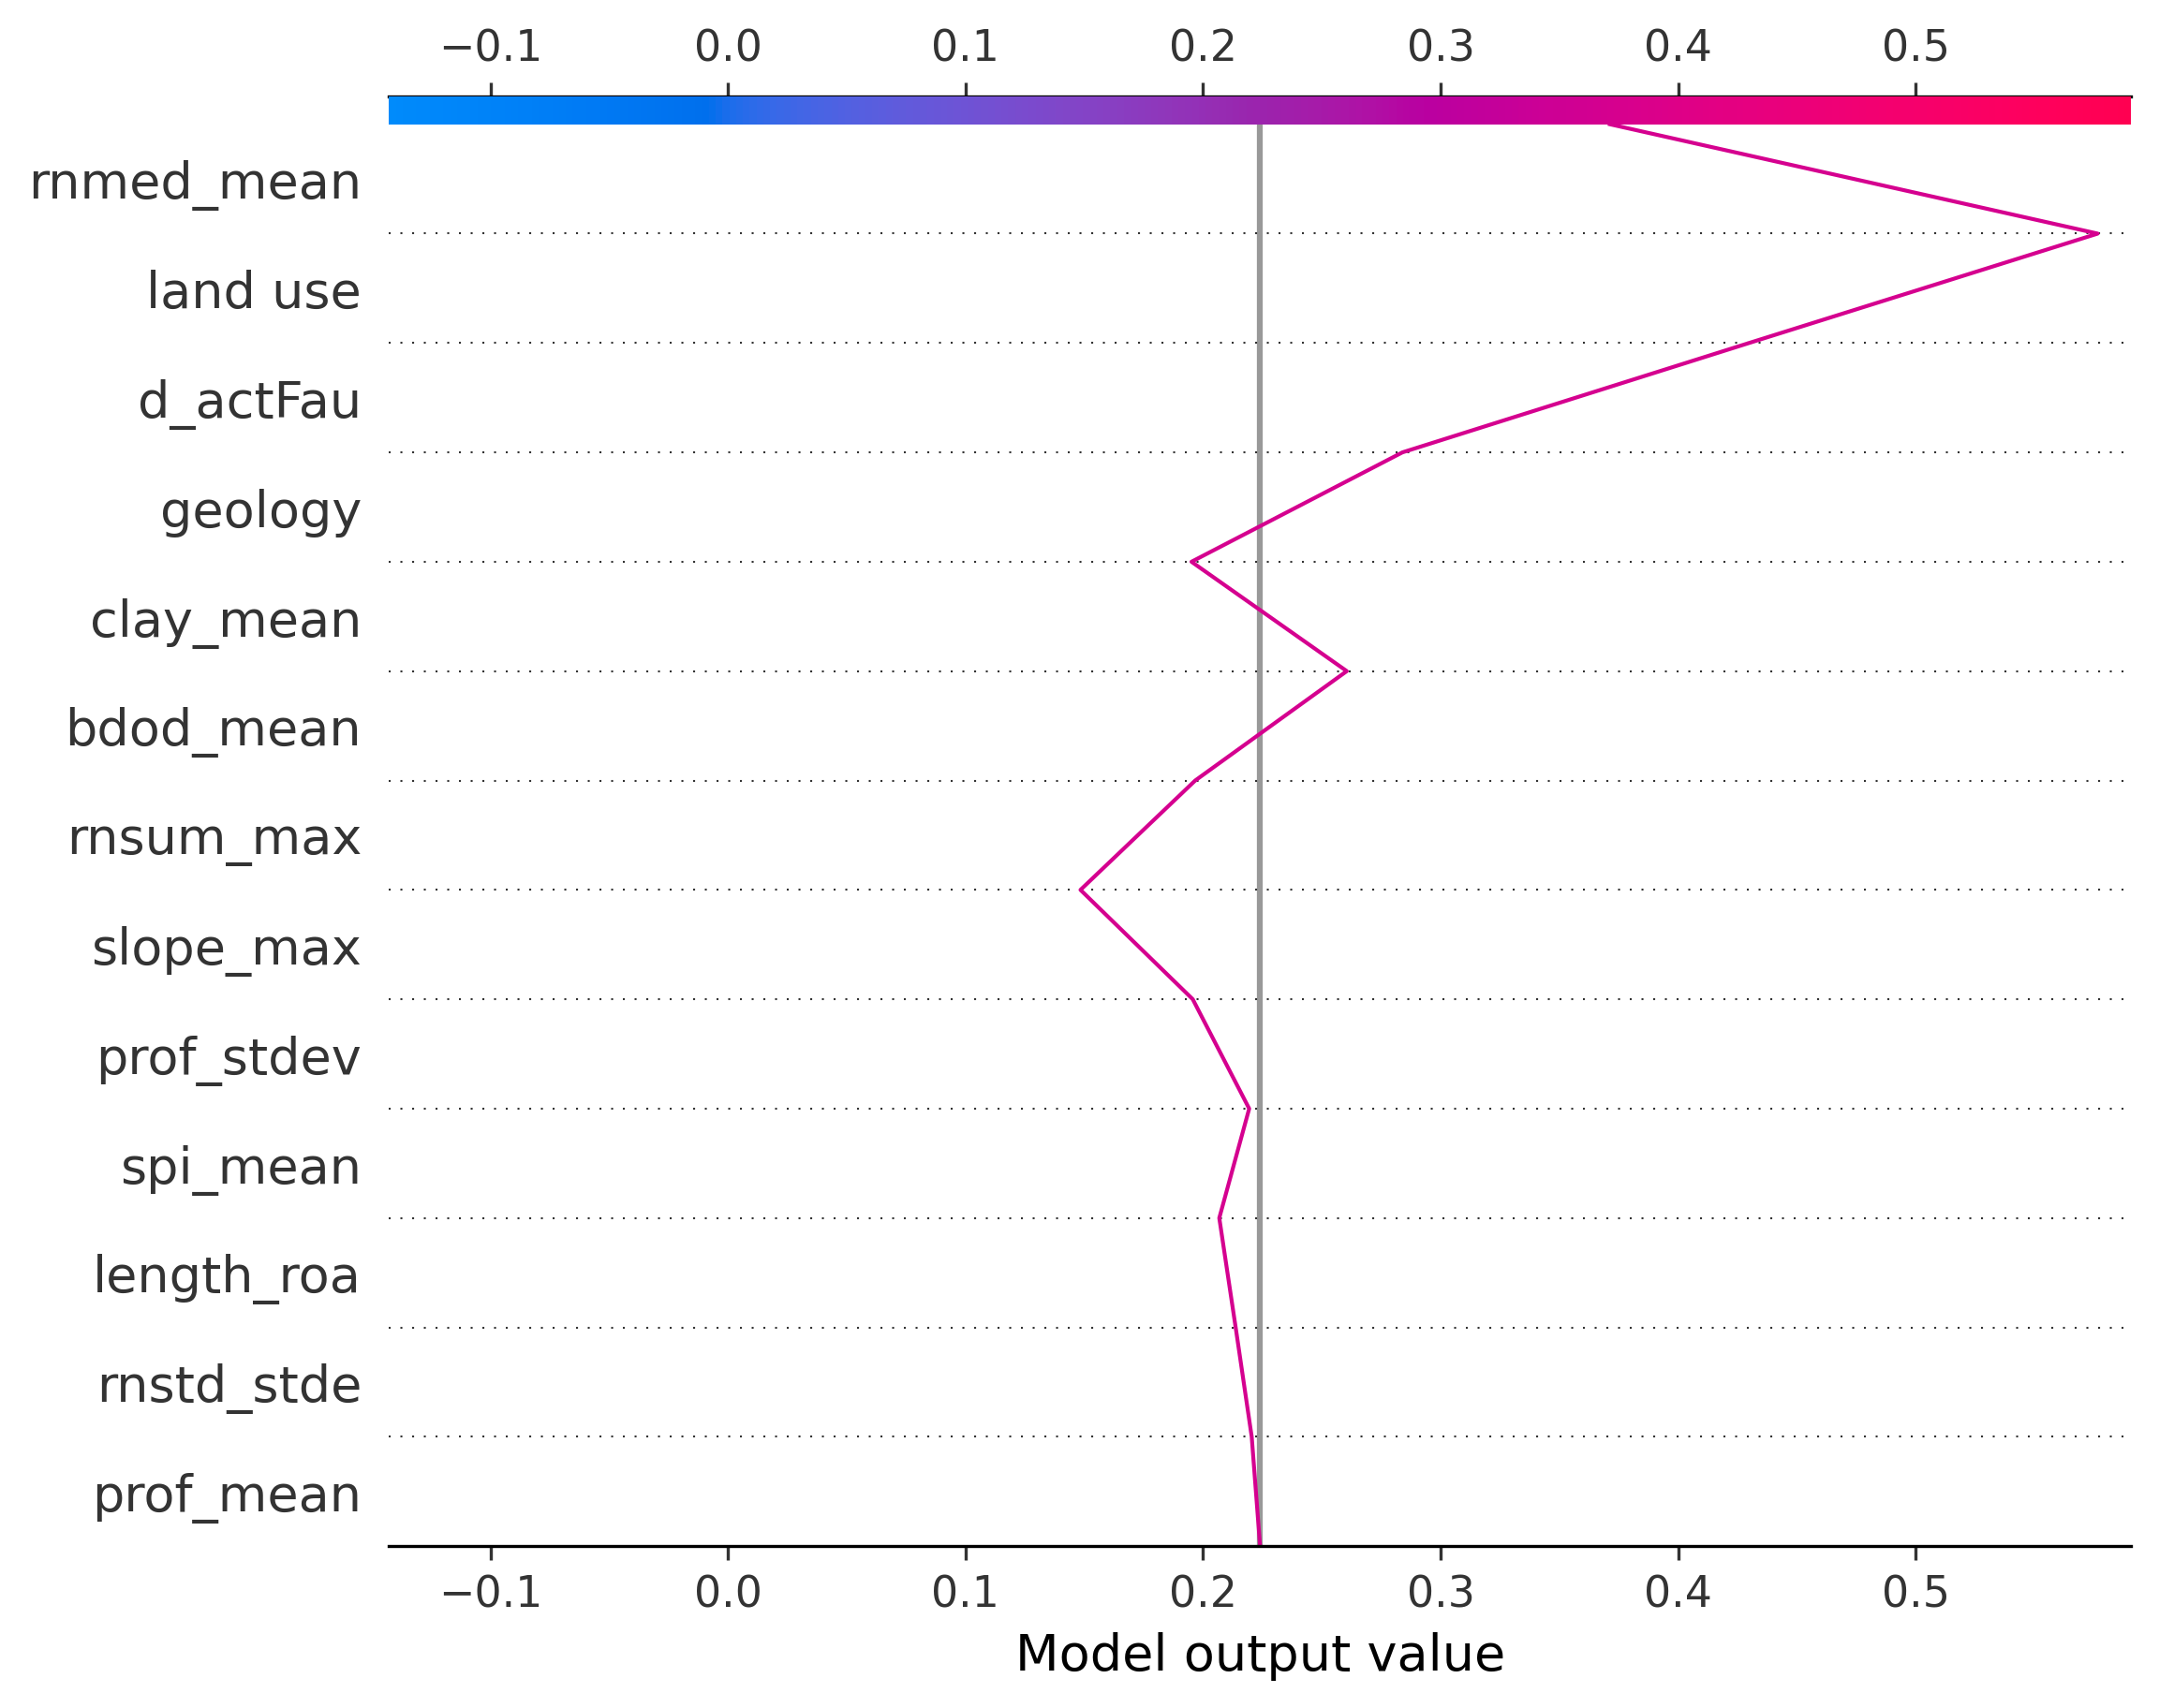 −0.1 0.0 0.1 0.2 0.3 0.4 0.5
rnmed_mean
land use
d_actFau
geology
clay_mean
bdod_mean
rnsum_max
slope_max
prof_stdev
spi_mean
length_roa
rnstd_stde
prof_mean
−0.1 0.0 0.1 0.2 0.3 0.4 0.5
Model output value